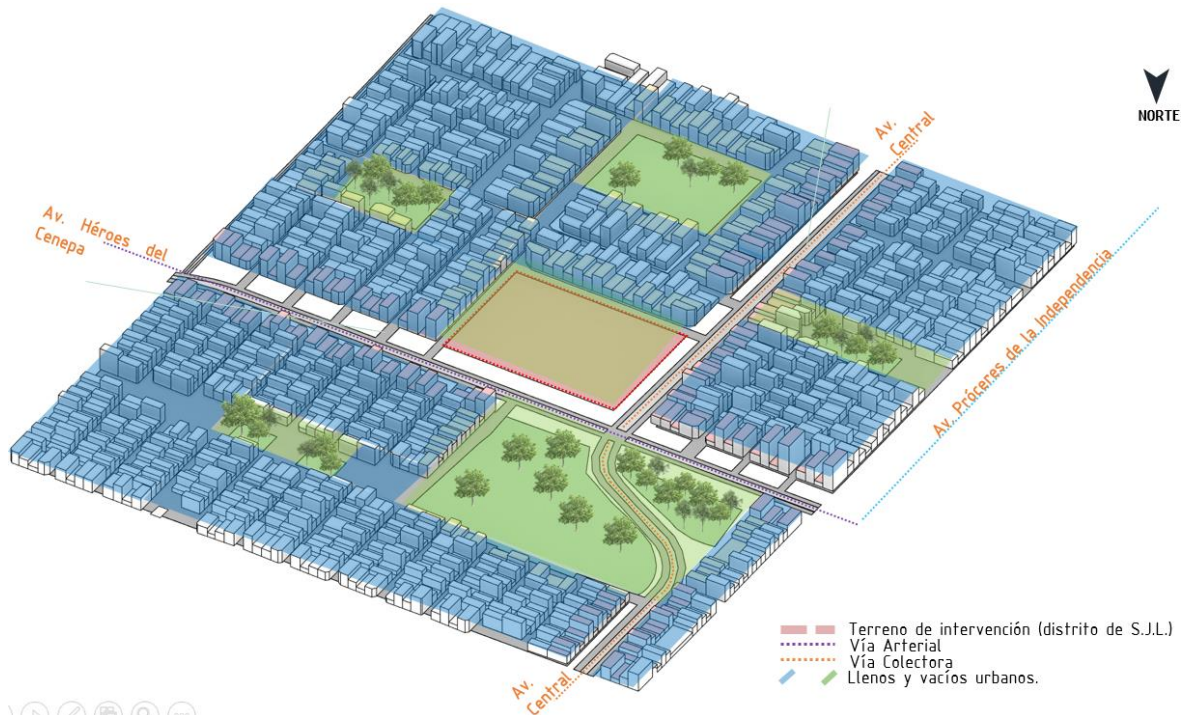 NORTE
Av.
Central
Av. Héroes del
Cenepa
Av. Próceres de la Independencia
Av.
Central
Terreno de intervención (distrito de S.J.L.)
Vía Arterial
Vía Colectora
Llenos y vacíos urbanos.